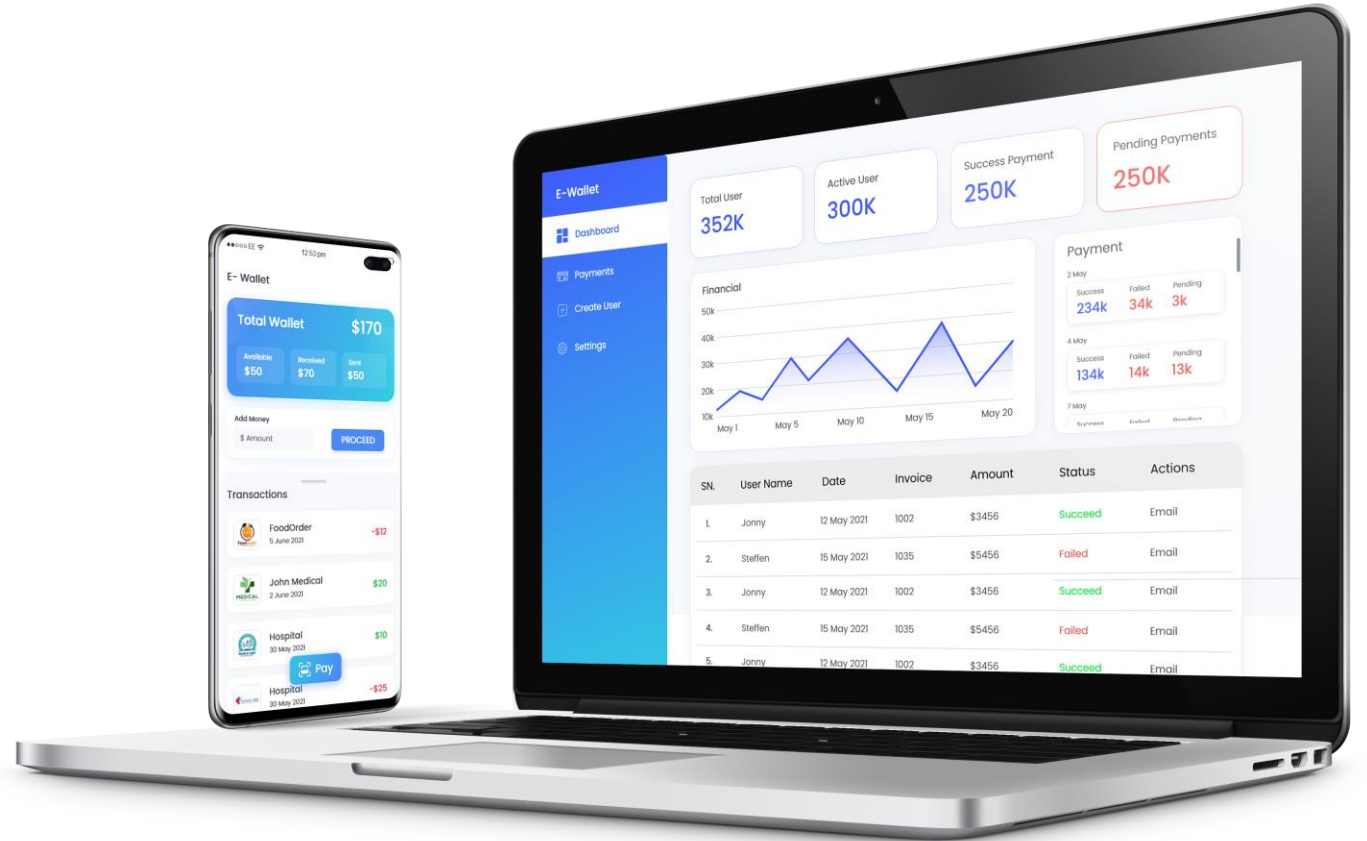 EE 12:53 pm
E- Wallet
Total Wallet $170
Available Received Sent
$50 $70 $50
Add Money
$ Amount PROCEED
Transactions
FoodOrder -$12
5 June 2021
John Medical $20
MEDICAL 2 June 2021
Hospital $10
30 May 2021
Pay
Hospital -$25
30 May 2021
E-Wallet
Dashboard
Payments
Create User
Settings
Total User
352K
Active User
300K
Success Payment
250K
Pending Payments
250K
Financial
50k
40k
30k
20k
10k
May 1 May 5 May 10 May 15 May 20
Payment
2 May
Success Failed Pending
234k 34k 3k
4 May
Success Failed Pending
134k 14k 13k
7 May
Success Failed Pending
SN. User Name Date Invoice Amount Status Actions
1. Jonny 12 May 2021 1002 $3456 Succeed Email
2. Steffen 15 May 2021 1035 $5456 Failed Email
3. Jonny 12 May 2021 1002 $3456 Succeed Email
4. Steffen 15 May 2021 1035 $5456 Failed Email
5. Jonny 12 May 2021 1002 $3456 Succeed Email